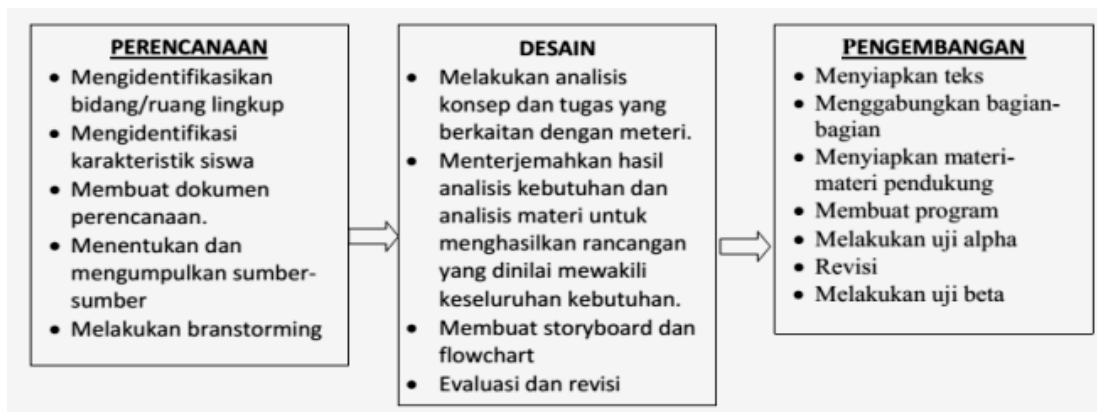 PERENCANAAN
• Mengidentifikasikan
bidang/ruang lingkup
• Mengidentifikasi
karakteristik siswa
• Membuat dokumen
perencanaan.
• Menentukan dan
mengumpulkan sumber-
sumber
• Melakukan branstorming
DESAIN
• Melakukan analisis
konsep dan tugas yang
berkaitan dengan meteri.
• Menterjemahkan hasil
analisis kebutuhan dan
analisis materi untuk
menghasilkan rancangan
yang dinilai mewakili
keseluruhan kebutuhan.
• Membuat storyboard dan
flowchart
• Evaluasi dan revisi
PENGEMBANGAN
• Menyiapkan teks
• Menggabungkan bagian-
bagian
• Menyiapkan materi-
materi pendukung
• Membuat program
• Melakukan uji alpha
• Revisi
• Melakukan uji beta